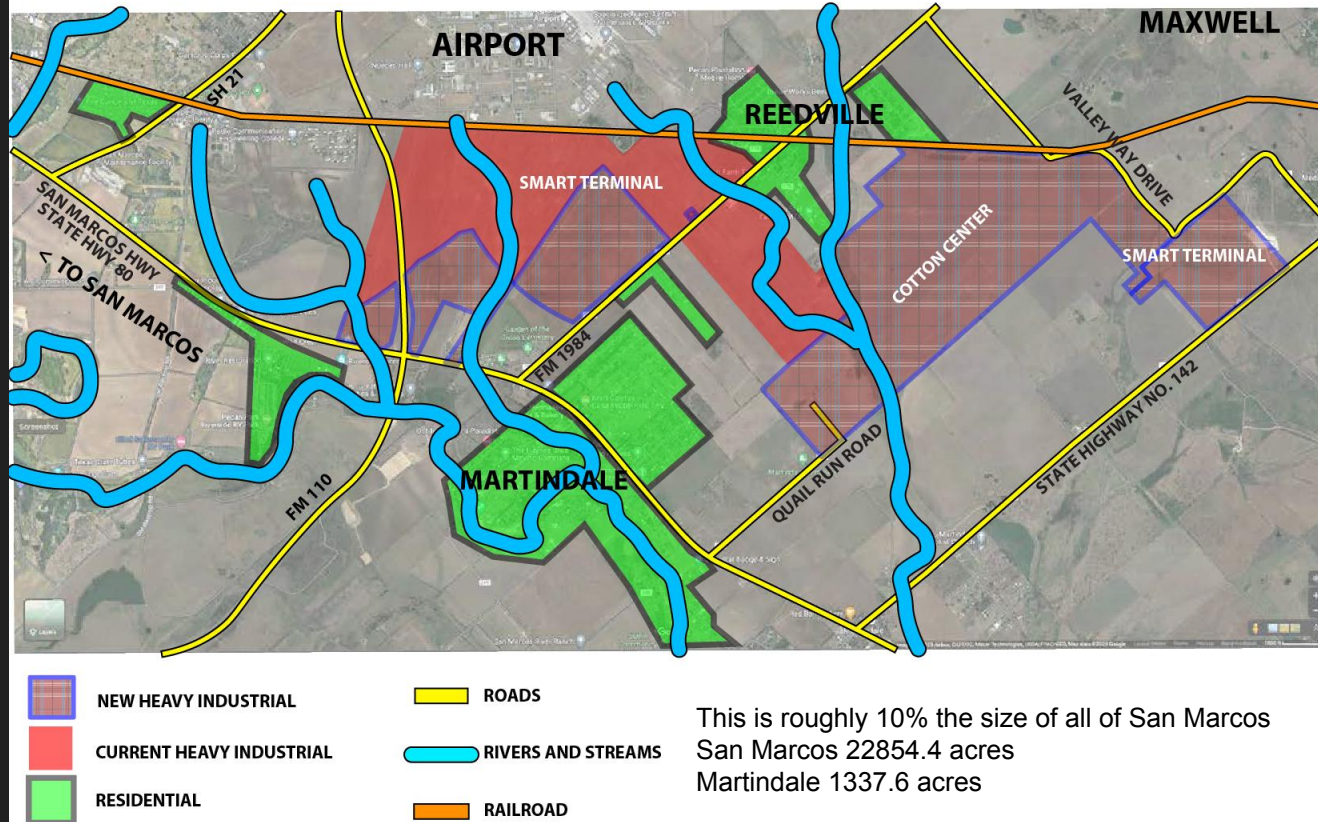 MAXWELL
AIRPORT
SH 21
REEDVILLE
VALLEY WAY DRIVE
SMART TERMINAL
SAN MARCOS HWY
STATE HWY 80
< TO SAN MARCOS
COTTON CENTER
SMART TERMINAL
FM 1984
STATE HIGHWAY NO. 142
QUAIL RUN ROAD
MARTINDALE
FM 110
Screenshot
Layers
NEW HEAVY INDUSTRIAL
ROADS
CURRENT HEAVY INDUSTRIAL
RIVERS AND STREAMS
RESIDENTIAL
RAILROAD
This is roughly 10% the size of all of San Marcos
San Marcos 22854.4 acres
Martindale 1337.6 acres